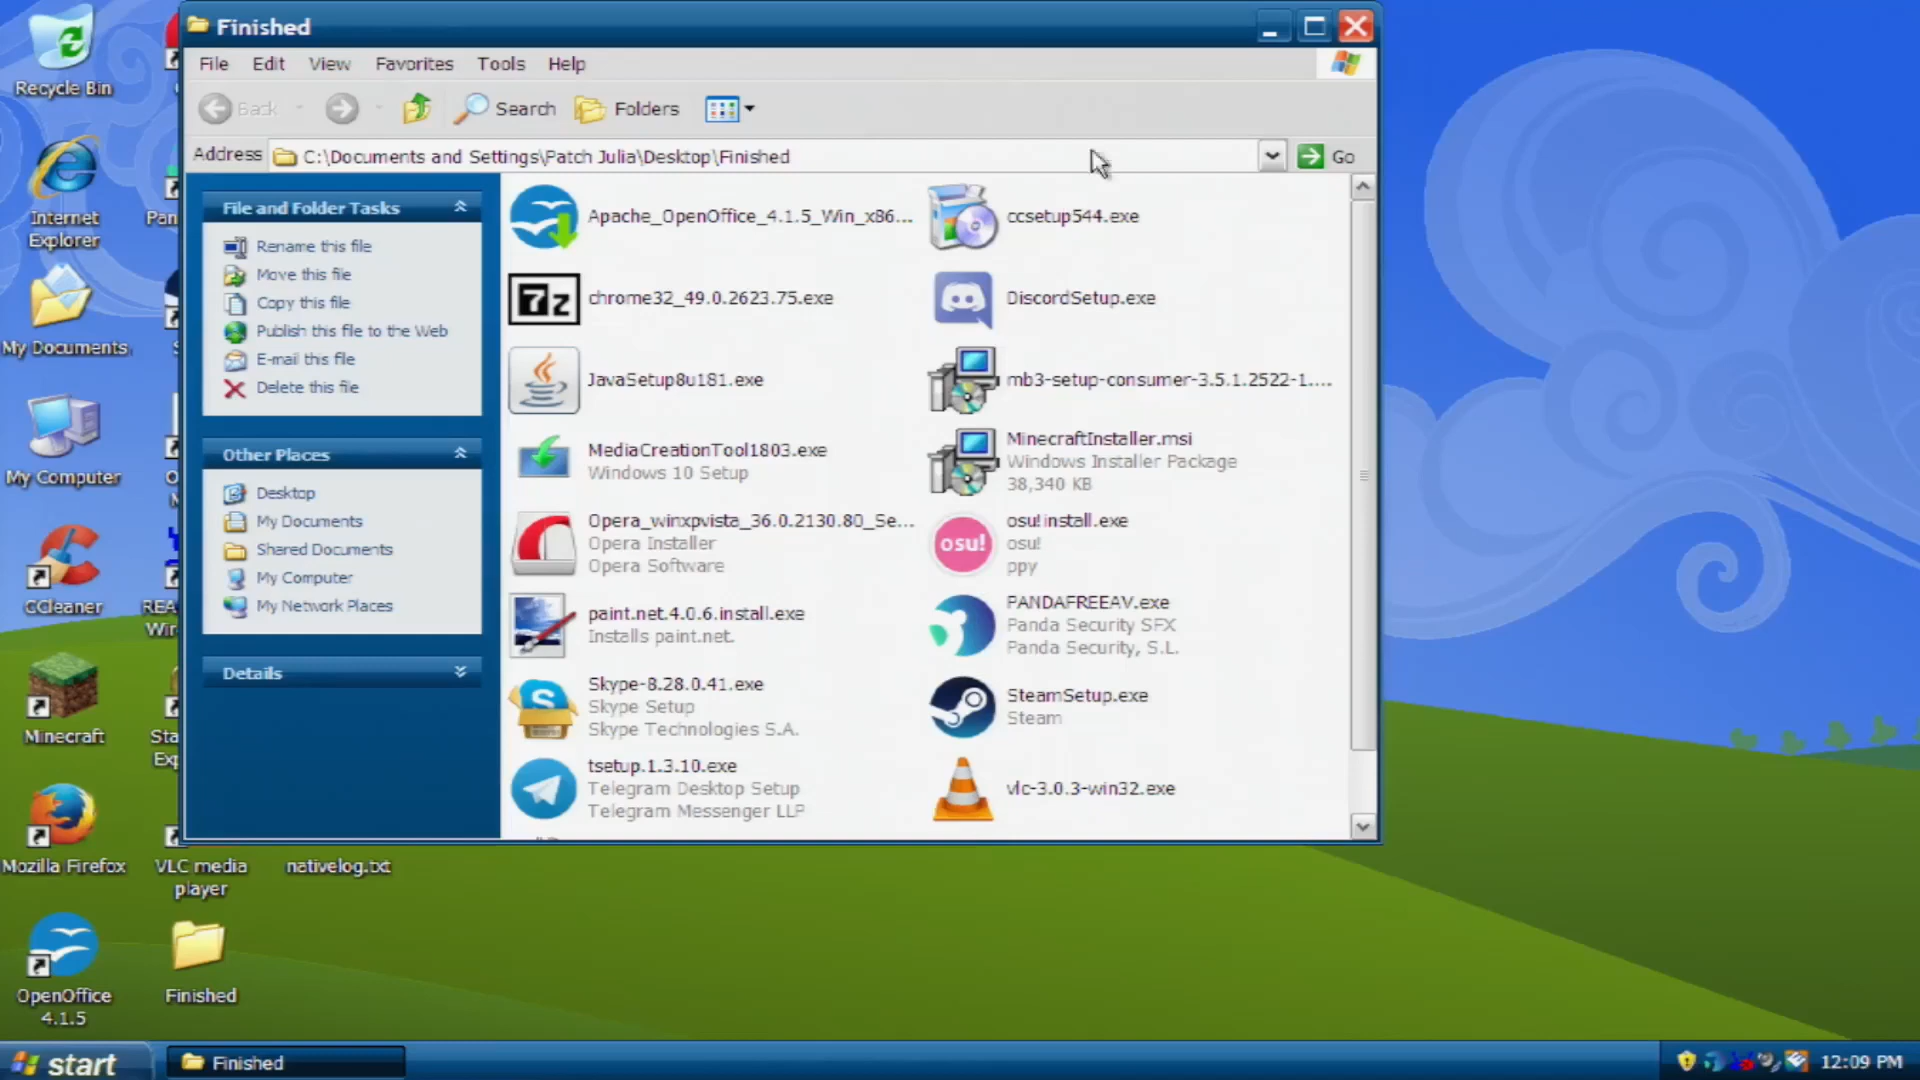 Finished
File Edit View Favorites Tools Help
Back Search Folders
Address C:\Documents and Settings\Patch Julia\Desktop\Finished Go
File and Folder Tasks
Rename this file
Move this file
Copy this file
Publish this file to the Web
E-mail this file
Delete this file
Other Places
Desktop
My Documents
Shared Documents
My Computer
My Network Places
Details
Apache_OpenOffice_4.1.5_Win_x86...
ccsetup544.exe
7z
chrome32_49.0.2623.75.exe
DiscordSetup.exe
JavaSetup8u181.exe
mb3-setup-consumer-3.5.1.2522-1....
MediaCreationTool1803.exe
Windows 10 Setup
MinecraftInstaller.msi
Windows Installer Package
38,340 KB
Opera_winxpvista_36.0.2130.80_Se...
Opera Installer
Opera Software
osu!
osu!install.exe
osu!
ppy
paint.net.4.0.6.install.exe
Installs paint.net.
PANDAFREEAV.exe
Panda Security SFX
Panda Security, S.L.
Skype-8.28.0.41.exe
Skype Setup
Skype Technologies S.A.
SteamSetup.exe
Steam
tsetup.1.3.10.exe
Telegram Desktop Setup
Telegram Messenger LLP
vlc-3.0.3-win32.exe
Recycle Bin
Internet
Explorer
Pan
My Documents
My Computer
CCleaner
REA
Win
Minecraft
Sta
Exp
Mozilla Firefox
VLC media
player
nativelog.txt
OpenOffice
4.1.5
Finished
start
Finished
12:09 PM